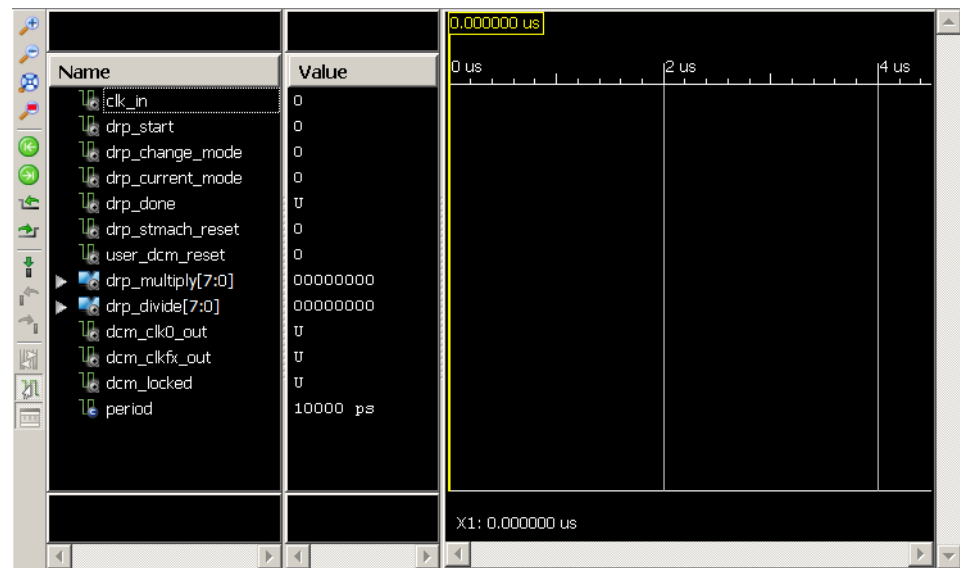 0.000000 us
Name Value
0 us 2 us 4 us
clk_in 0
drp_start 0
drp_change_mode 0
drp_current_mode 0
drp_done U
drp_stmach_reset 0
user_dcm_reset 0
drp_multiply[7:0] 00000000
drp_divide[7:0] 00000000
dcm_clk0_out U
dcm_clkfx_out U
dcm_locked U
period 10000 ps
X1: 0.000000 us